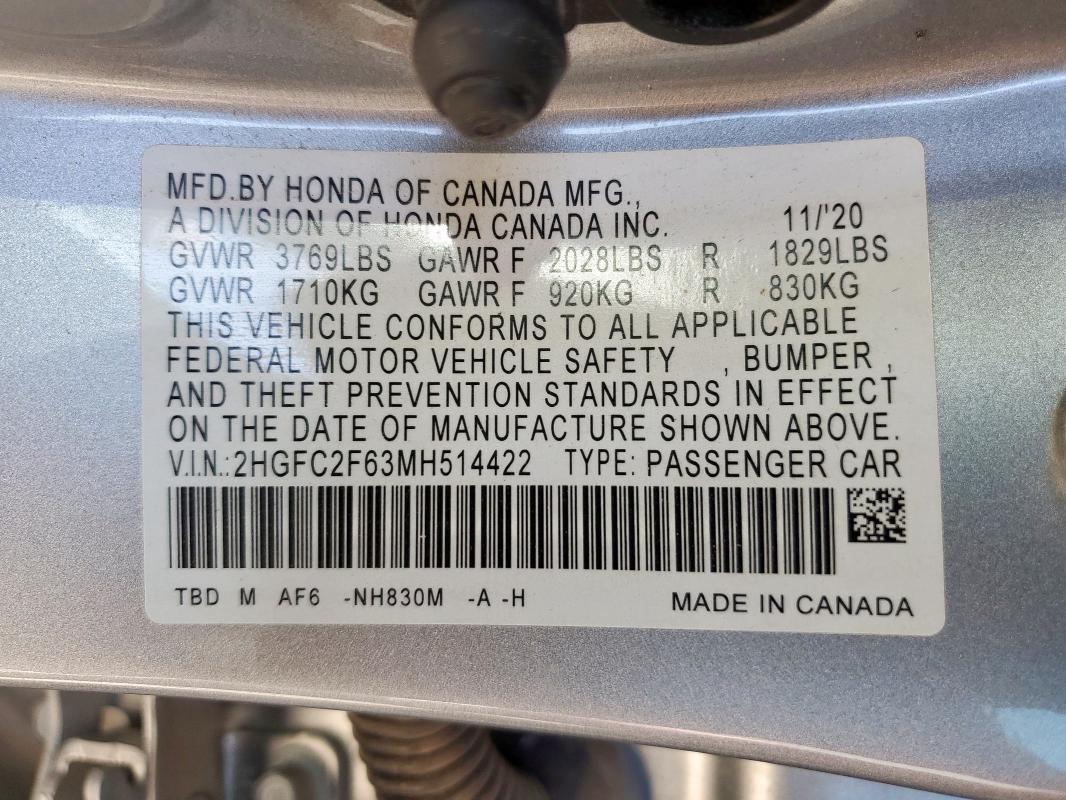 MFD.BY HONDA OF CANADA MFG.,
A DIVISION OF HONDA CANADA INC. 11/'20
GVWR 3769LBS GAWR F 2028LBS R 1829LBS
GVWR 1710KG GAWR F 920KG R 830KG
THIS VEHICLE CONFORMS TO ALL APPLICABLE
FEDERAL MOTOR VEHICLE SAFETY , BUMPER ,
AND THEFT PREVENTION STANDARDS IN EFFECT
ON THE DATE OF MANUFACTURE SHOWN ABOVE.
V.I.N.:2HGFC2F63MH514422 TYPE: PASSENGER CAR
TBD M AF6 -NH830M -A -H MADE IN CANADA